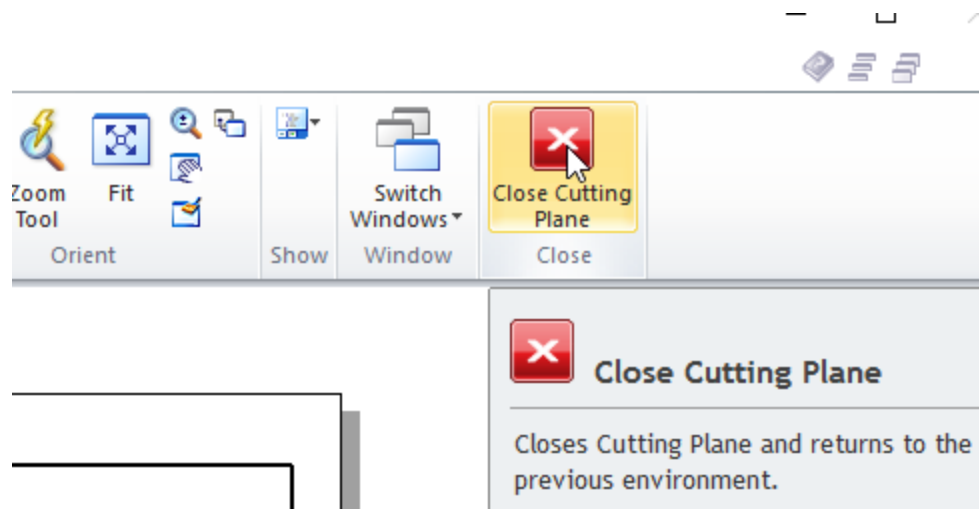 Zoom
Tool
Fit
Orient
Show
Switch
Windows
Window
Close Cutting
Plane
Close
Close Cutting Plane
Closes Cutting Plane and returns to the
previous environment.